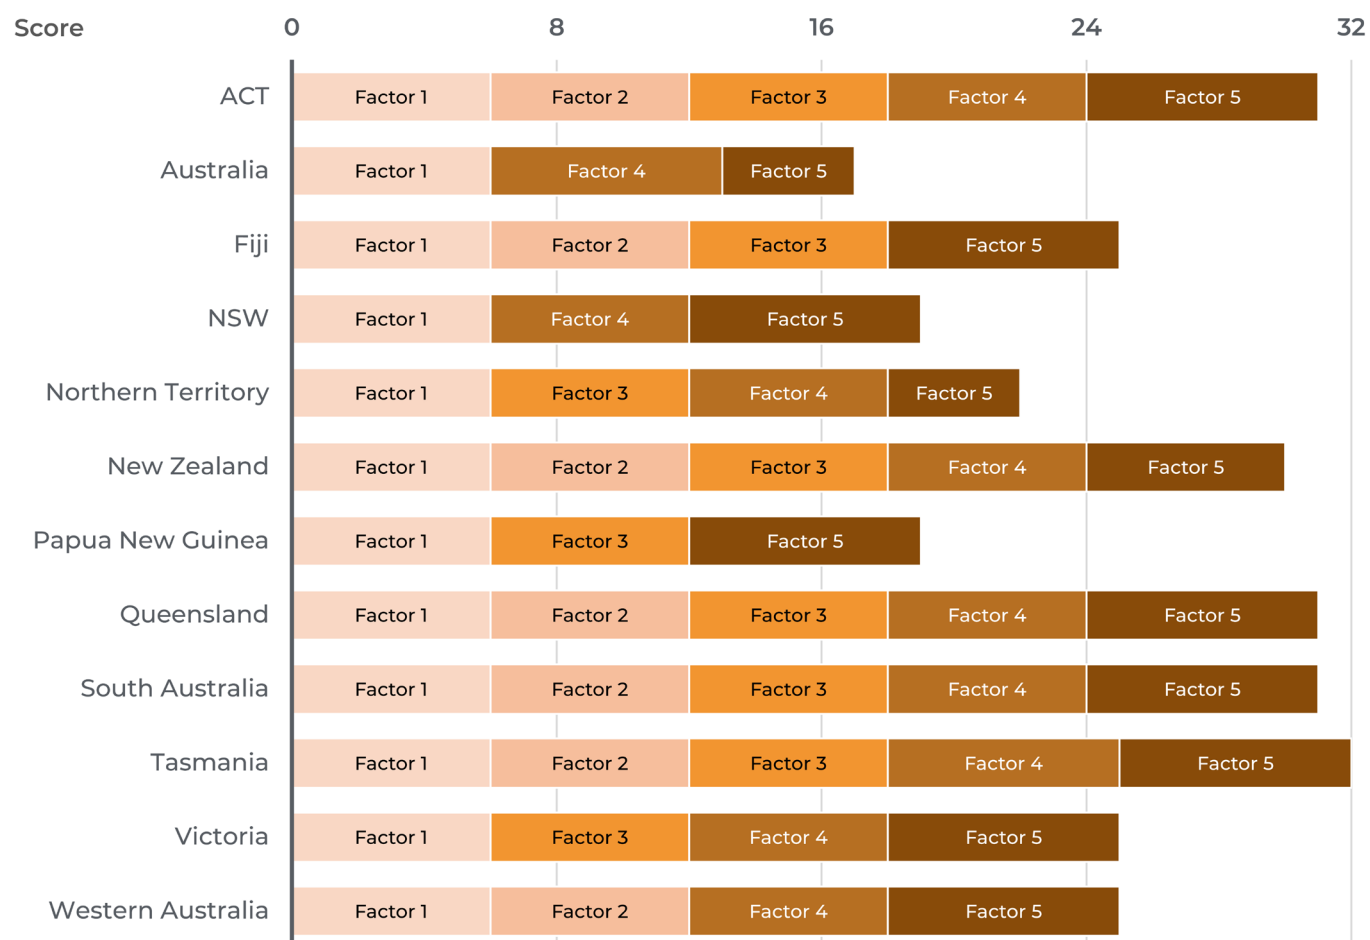 Score 0 8 16 24 32
ACT Factor 1 Factor 2 Factor 3 Factor 4 Factor 5
Australia Factor 1 Factor 4 Factor 5
Fiji Factor 1 Factor 2 Factor 3 Factor 5
NSW Factor 1 Factor 4 Factor 5
Northern Territory Factor 1 Factor 3 Factor 4 Factor 5
New Zealand Factor 1 Factor 2 Factor 3 Factor 4 Factor 5
Papua New Guinea Factor 1 Factor 3 Factor 5
Queensland Factor 1 Factor 2 Factor 3 Factor 4 Factor 5
South Australia Factor 1 Factor 2 Factor 3 Factor 4 Factor 5
Tasmania Factor 1 Factor 2 Factor 3 Factor 4 Factor 5
Victoria Factor 1 Factor 3 Factor 4 Factor 5
Western Australia Factor 1 Factor 2 Factor 4 Factor 5